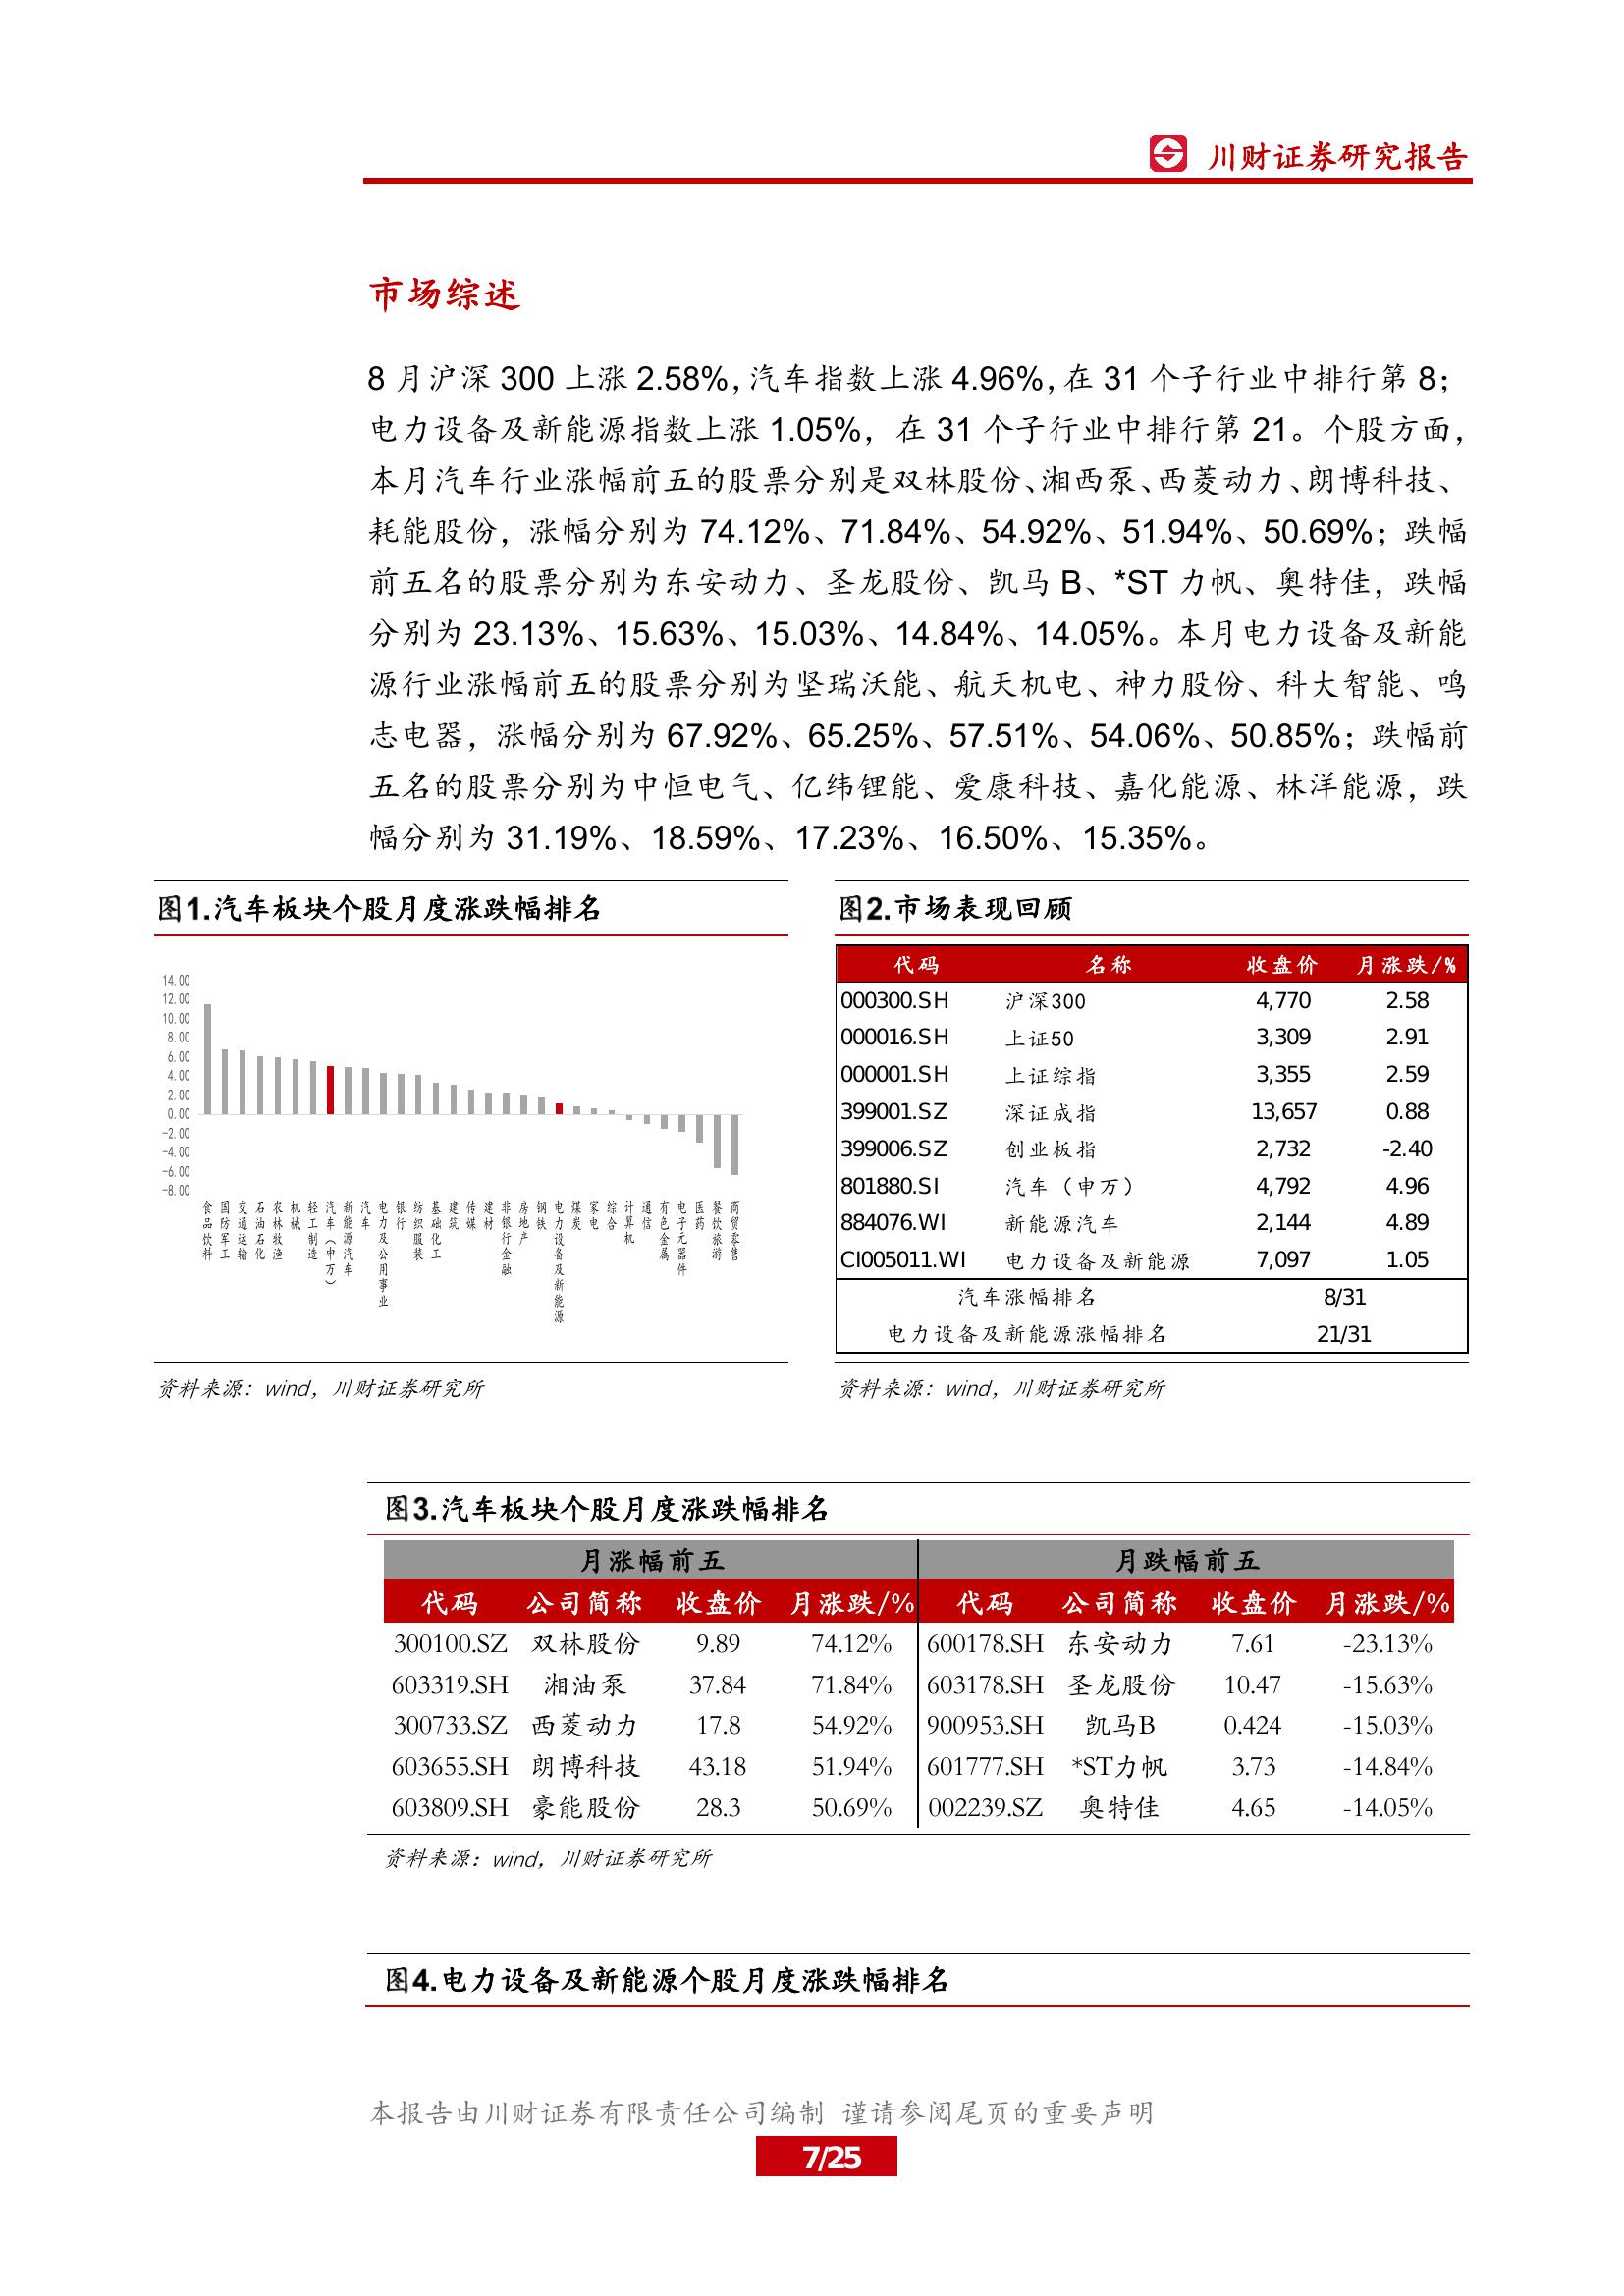 川财证券研究报告
市场综述
8 月沪深 300 上涨 2.58%，汽车指数上涨 4.96%，在 31 个子行业中排行第 8；
电力设备及新能源指数上涨 1.05%，在 31 个子行业中排行第 21。个股方面，
本月汽车行业涨幅前五的股票分别是双林股份、湘西泵、西菱动力、朗博科技、
耗能股份，涨幅分别为 74.12%、71.84%、54.92%、51.94%、50.69%；跌幅
前五名的股票分别为东安动力、圣龙股份、凯马 B、*ST 力帆、奥特佳，跌幅
分别为 23.13%、15.63%、15.03%、14.84%、14.05%。本月电力设备及新能
源行业涨幅前五的股票分别为坚瑞沃能、航天机电、神力股份、科大智能、鸣
志电器，涨幅分别为 67.92%、65.25%、57.51%、54.06%、50.85%；跌幅前
五名的股票分别为中恒电气、亿纬锂能、爱康科技、嘉化能源、林洋能源，跌
幅分别为 31.19%、18.59%、17.23%、16.50%、15.35%。
图1.汽车板块个股月度涨跌幅排名
14.00
12.00
10.00
8.00
6.00
4.00
2.00
0.00
-2.00
-4.00
-6.00
-8.00
食品饮料
国防军工
交通运输
石油石化
农林牧渔
机械
轻工制造
汽车（申万）
新能源汽车
汽车
电力及公用事业
银行
纺织服装
基础化工
建筑
传媒
建材
非银行金融
房地产
钢铁
电力设备及新能源
煤炭
家电
综合
计算机
通信
有色金属
电子元器件
医药
餐饮旅游
商贸零售
资料来源：wind，川财证券研究所
图2.市场表现回顾
代码 名称 收盘价 月涨跌/%
000300.SH 沪深300 4,770 2.58
000016.SH 上证50 3,309 2.91
000001.SH 上证综指 3,355 2.59
399001.SZ 深证成指 13,657 0.88
399006.SZ 创业板指 2,732 -2.40
801880.SI 汽车（申万） 4,792 4.96
884076.WI 新能源汽车 2,144 4.89
CI005011.WI 电力设备及新能源 7,097 1.05
汽车涨幅排名 8/31
电力设备及新能源涨幅排名 21/31
资料来源：wind，川财证券研究所
图3.汽车板块个股月度涨跌幅排名
月涨幅前五 月跌幅前五
代码 公司简称 收盘价 月涨跌/% 代码 公司简称 收盘价 月涨跌/%
300100.SZ 双林股份 9.89 74.12% 600178.SH 东安动力 7.61 -23.13%
603319.SH 湘油泵 37.84 71.84% 603178.SH 圣龙股份 10.47 -15.63%
300733.SZ 西菱动力 17.8 54.92% 900953.SH 凯马B 0.424 -15.03%
603655.SH 朗博科技 43.18 51.94% 601777.SH *ST力帆 3.73 -14.84%
603809.SH 豪能股份 28.3 50.69% 002239.SZ 奥特佳 4.65 -14.05%
资料来源：wind，川财证券研究所
图4.电力设备及新能源个股月度涨跌幅排名
本报告由川财证券有限责任公司编制 谨请参阅尾页的重要声明
7/25